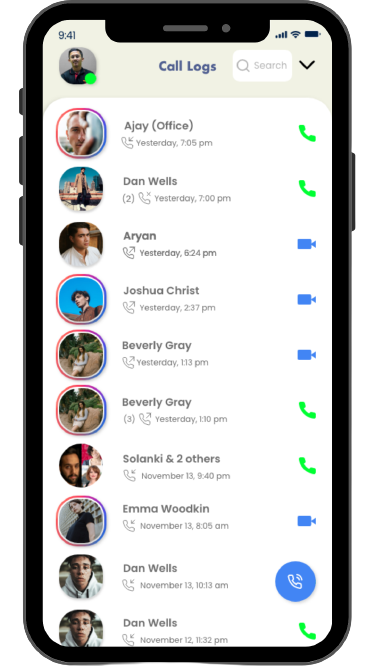 9:41
Call Logs
Search
Ajay (Office)
Yesterday, 7:05 pm
Dan Wells
(2) Yesterday, 7:00 pm
Aryan
Yesterday, 6:24 pm
Joshua Christ
Yesterday, 2:37 pm
Beverly Gray
Yesterday, 1:13 pm
Beverly Gray
(3) Yesterday, 1:10 pm
Solanki & 2 others
November 13, 9:40 pm
Emma Woodkin
November 13, 8:05 am
Dan Wells
November 13, 10:13 am
Dan Wells
November 12, 11:32 pm